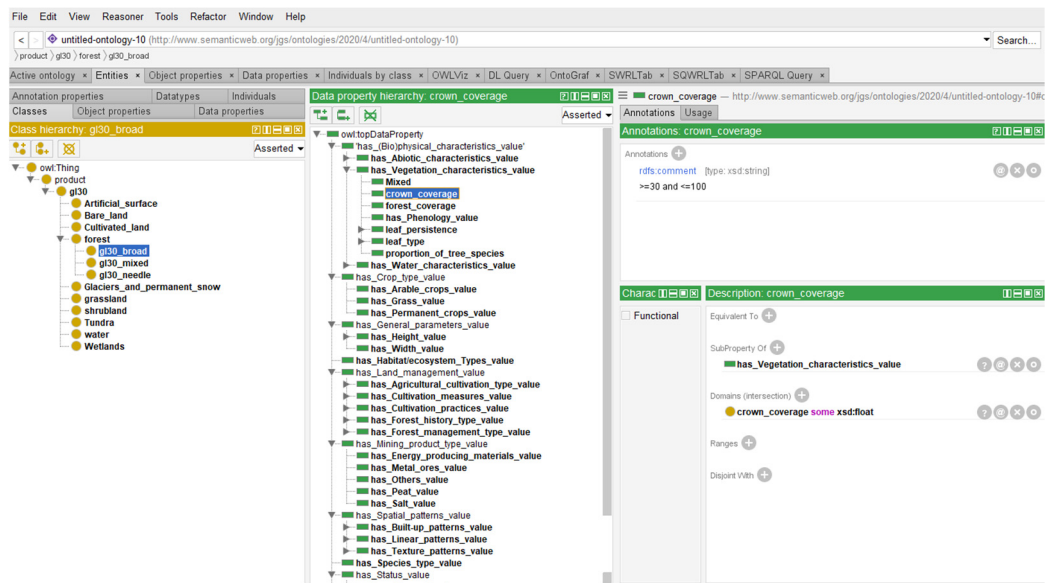 File Edit View Reasoner Tools Refactor Window Help
< > untitled-ontology-10 (http://www.semanticweb.org/jgs/ontologies/2020/4/untitled-ontology-10) Search...
product gl30 forest gl30_broad
Active ontology × Entities × Object properties × Data properties × Individuals by class × OWLViz × DL Query × OntoGraf × SWRLTab × SQWRLTab × SPARQL Query ×
Annotation properties Datatypes Individuals
Classes Object properties Data properties
Class hierarchy: gl30_broad
Asserted
owl:Thing
product
gl30
Artificial_surface
Bare_land
Cultivated_land
forest
gl30_broad
gl30_mixed
gl30_needle
Glaciers_and_permanent_snow
grassland
shrubland
Tundra
water
Wetlands
Data property hierarchy: crown_coverage
Asserted
owl:topDataProperty
'has_(Bio)physical_characteristics_value'
has_Abiotic_characteristics_value
has_Vegetation_characteristics_value
Mixed
crown_coverage
forest_coverage
has_Phenology_value
leaf_persistence
leaf_type
proportion_of_tree_species
has_Water_characteristics_value
has_Crop_type_value
has_Arable_crops_value
has_Grass_value
has_Permanent_crops_value
has_General_parameters_value
has_Height_value
has_Width_value
has_Habitat/ecosystem_Types_value
has_Land_management_value
has_Agricultural_cultivation_type_value
has_Cultivation_measures_value
has_Cultivation_practices_value
has_Forest_history_type_value
has_Forest_management_type_value
has_Mining_product_type_value
has_Energy_producing_materials_value
has_Metal_ores_value
has_Others_value
has_Peat_value
has_Salt_value
has_Spatial_patterns_value
has_Built-up_patterns_value
has_Linear_patterns_value
has_Texture_patterns_value
has_Species_type_value
has_Status_value
crown_coverage — http://www.semanticweb.org/jgs/ontologies/2020/4/untitled-ontology-10#c
Annotations Usage
Annotations: crown_coverage
Annotations
rdfs:comment [type: xsd:string]
>=30 and <=100
Charac
Functional
Description: crown_coverage
Equivalent To
SubProperty Of
has_Vegetation_characteristics_value
Domains (intersection)
crown_coverage some xsd:float
Ranges
Disjoint With